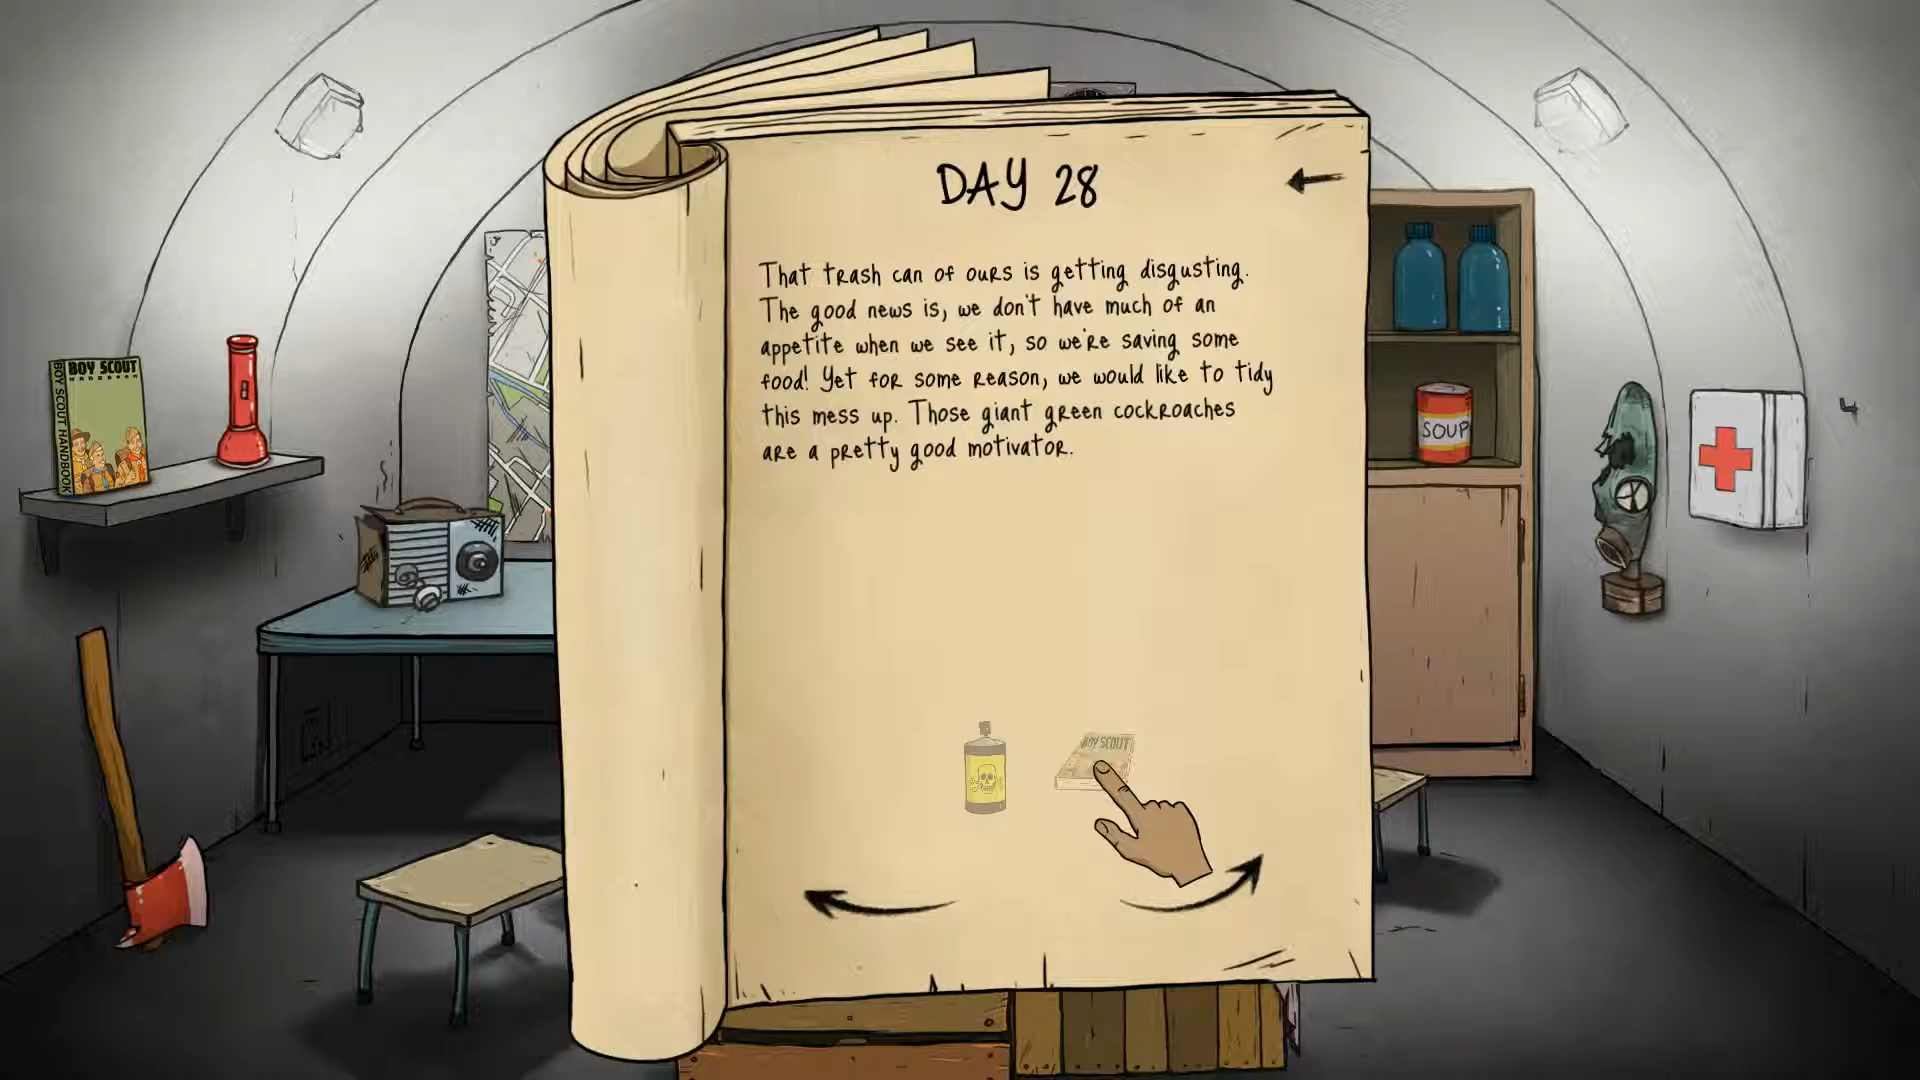 DAY 28
That trash can of ours is getting disgusting.
The good news is, we don't have much of an
appetite when we see it, so we're saving some
food! Yet for some reason, we would like to tidy
this mess up. Those giant green cockroaches
are a pretty good motivator.
BOY SCOUT
HANDBOOK
BOY SCOUT HANDBOOK
SOUP
BOY SCOUT